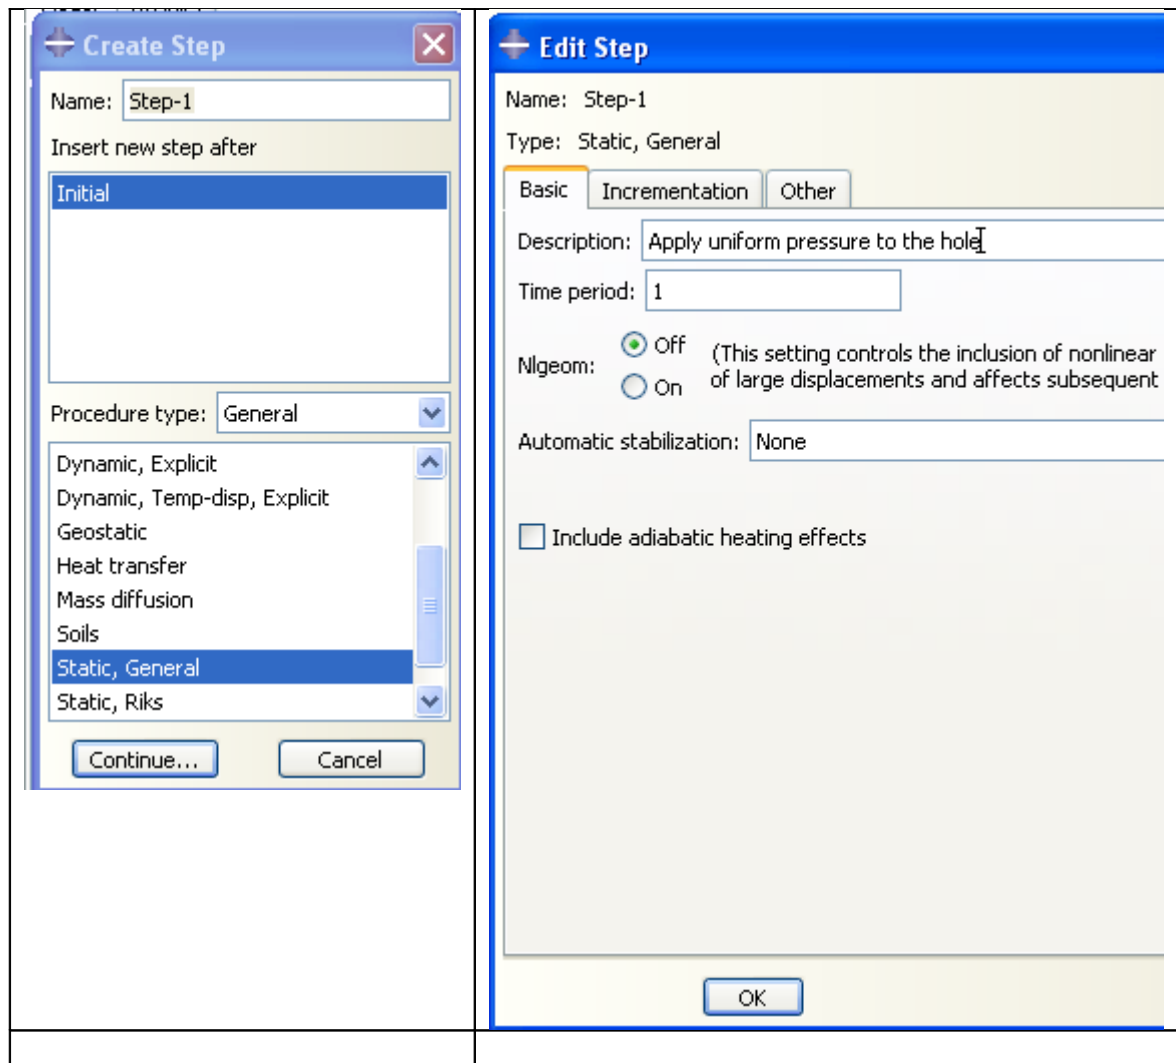 Create Step
Name: Step-1
Insert new step after
Initial
Procedure type: General
Dynamic, Explicit
Dynamic, Temp-disp, Explicit
Geostatic
Heat transfer
Mass diffusion
Soils
Static, General
Static, Riks
Continue... Cancel
Edit Step
Name: Step-1
Type: Static, General
Basic Incrementation Other
Description: Apply uniform pressure to the hole
Time period: 1
Nlgeom:
Off
On
(This setting controls the inclusion of nonlinear
of large displacements and affects subsequent
Automatic stabilization: None
Include adiabatic heating effects
OK